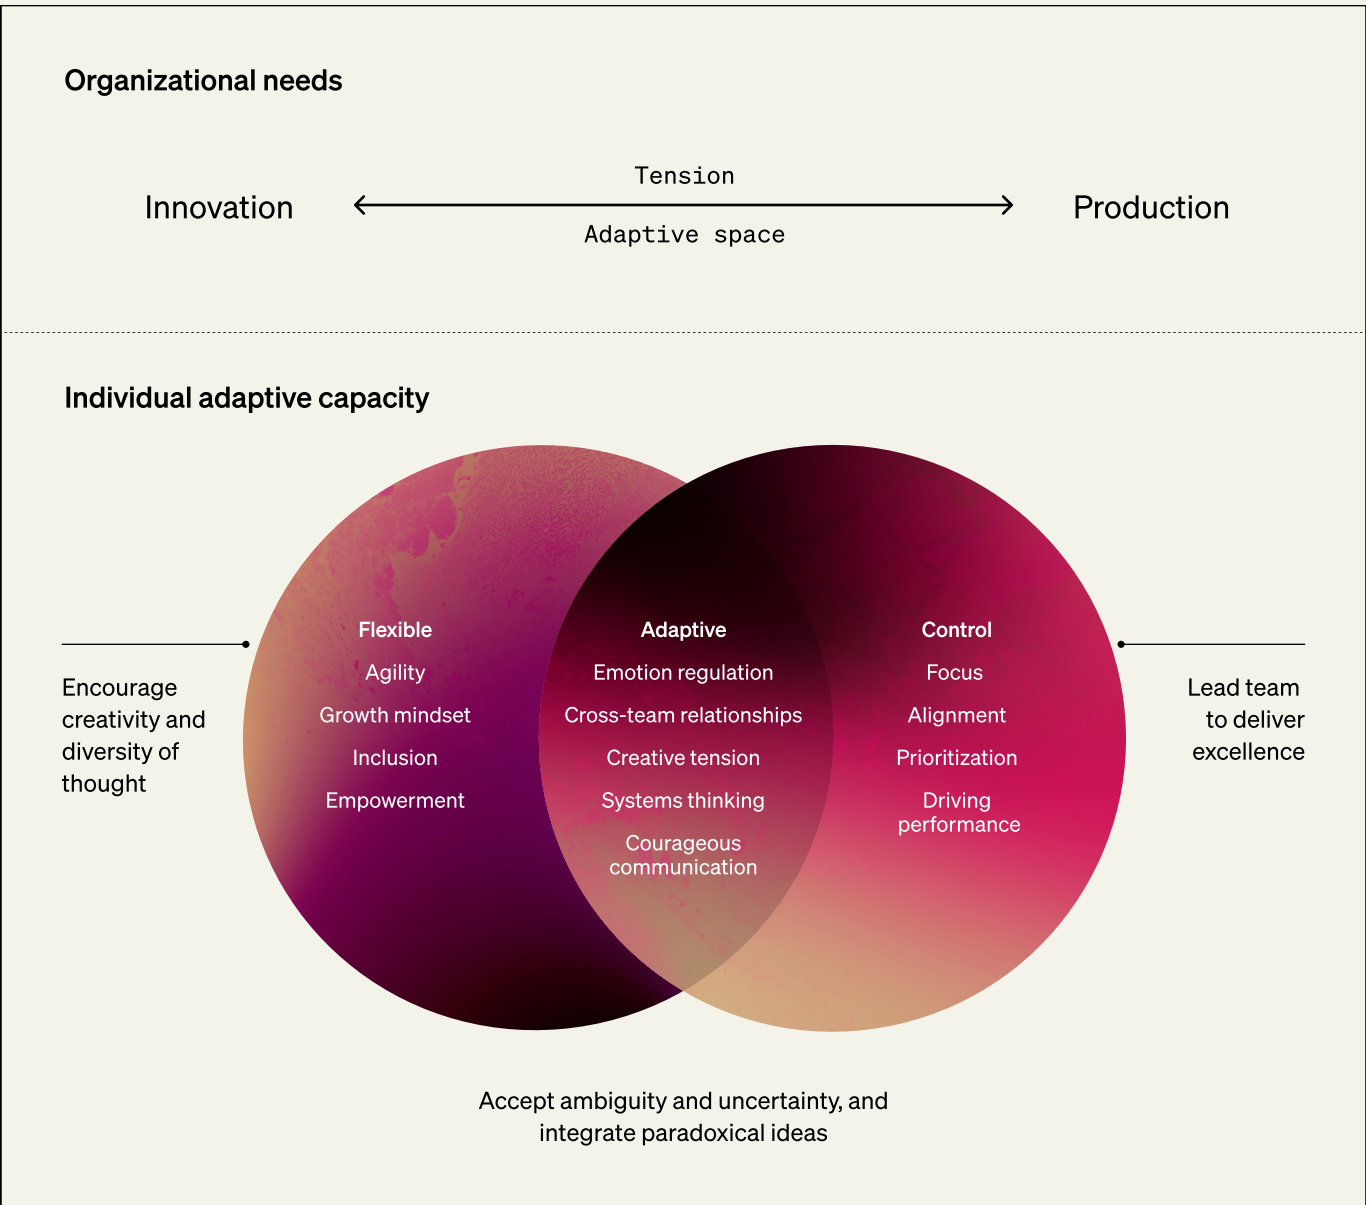 Organizational needs
Tension
Innovation
Production
Adaptive space
Individual adaptive capacity
Encourage
creativity and
diversity of
thought
Flexible
Agility
Growth mindset
Inclusion
Empowerment
Adaptive
Emotion regulation
Cross-team relationships
Creative tension
Systems thinking
Courageous
communication
Control
Focus
Alignment
Prioritization
Driving
performance
Lead team
to deliver
excellence
Accept ambiguity and uncertainty, and
integrate paradoxical ideas